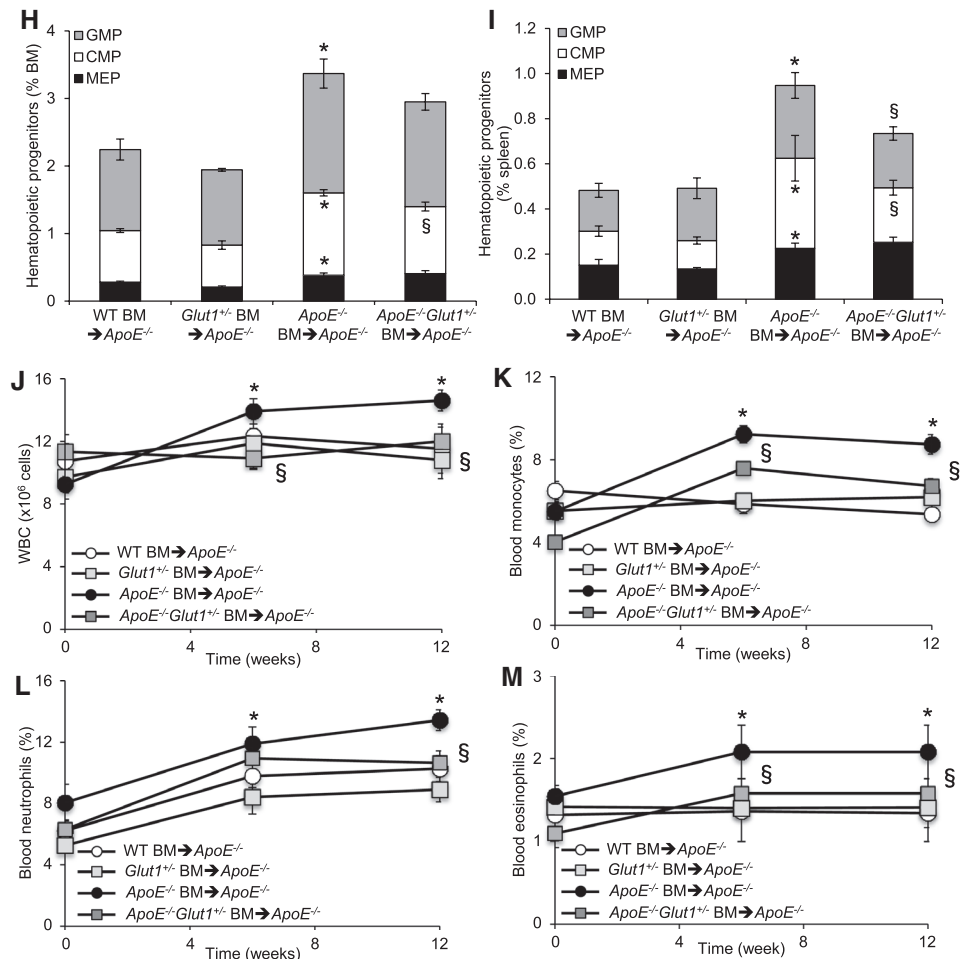 H
Hematopoietic progenitors (% BM)
4
3
2
1
0
GMP
CMP
MEP
*
*
*
§
WT BM
➔ApoE-/-
Glut1+/- BM
➔ApoE-/-
ApoE-/-
BM➔ApoE-/-
ApoE-/-Glut1+/-
BM➔ApoE-/-
I
Hematopoietic progenitors
(% spleen)
1.2
1.0
0.8
0.6
0.4
0.2
0.0
GMP
CMP
MEP
*
*
*
§
§
WT BM
➔ApoE-/-
Glut1+/- BM
➔ApoE-/-
ApoE-/-
BM➔ApoE-/-
ApoE-/-Glut1+/-
BM➔ApoE-/-
J
WBC (x10⁶ cells)
16
12
8
4
0
*
*
§
§
WT BM➔ApoE-/-
Glut1+/- BM➔ApoE-/-
ApoE-/- BM➔ApoE-/-
ApoE-/-Glut1+/- BM➔ApoE-/-
0 4 8 12
Time (weeks)
K
Blood monocytes (%)
12
8
4
0
*
*
§
§
WT BM➔ApoE-/-
Glut1+/- BM➔ApoE-/-
ApoE-/- BM➔ApoE-/-
ApoE-/-Glut1+/- BM➔ApoE-/-
0 4 8 12
Time (weeks)
L
Blood neutrophils (%)
16
12
8
4
0
*
*
§
WT BM➔ApoE-/-
Glut1+/- BM➔ApoE-/-
ApoE-/- BM➔ApoE-/-
ApoE-/-Glut1+/- BM➔ApoE-/-
0 4 8 12
Time (weeks)
M
Blood eosinophils (%)
3
2
1
0
*
*
§
§
WT BM➔ApoE-/-
Glut1+/- BM➔ApoE-/-
ApoE-/- BM➔ApoE-/-
ApoE-/-Glut1+/- BM➔ApoE-/-
0 4 8 12
Time (week)